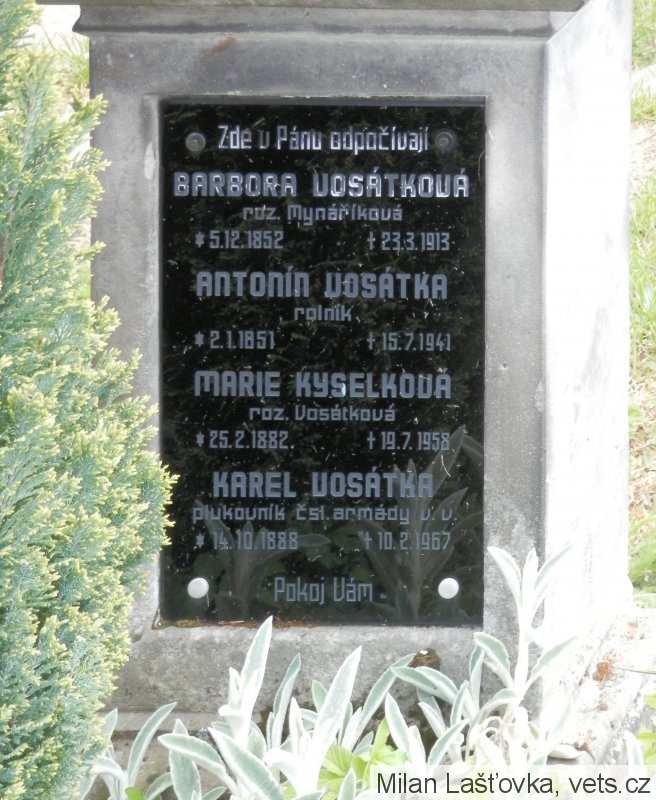 Zde v Pánu odpočívají
BARBORA VOSÁTKOVÁ
roz. Mynáříková
* 5.12.1852 † 23.3.1913
ANTONÍN VOSÁTKA
rolník
* 2.1.1851 † 15.7.1941
MARIE KYSELKOVÁ
roz. Vosátková
* 25.2.1882. † 19.7.1958
KAREL VOSÁTKA
plukovník čsl. armády v. v.
* 14.10.1888 † 10.2.1967
Pokoj Vám
Milan Lašťovka, vets.cz